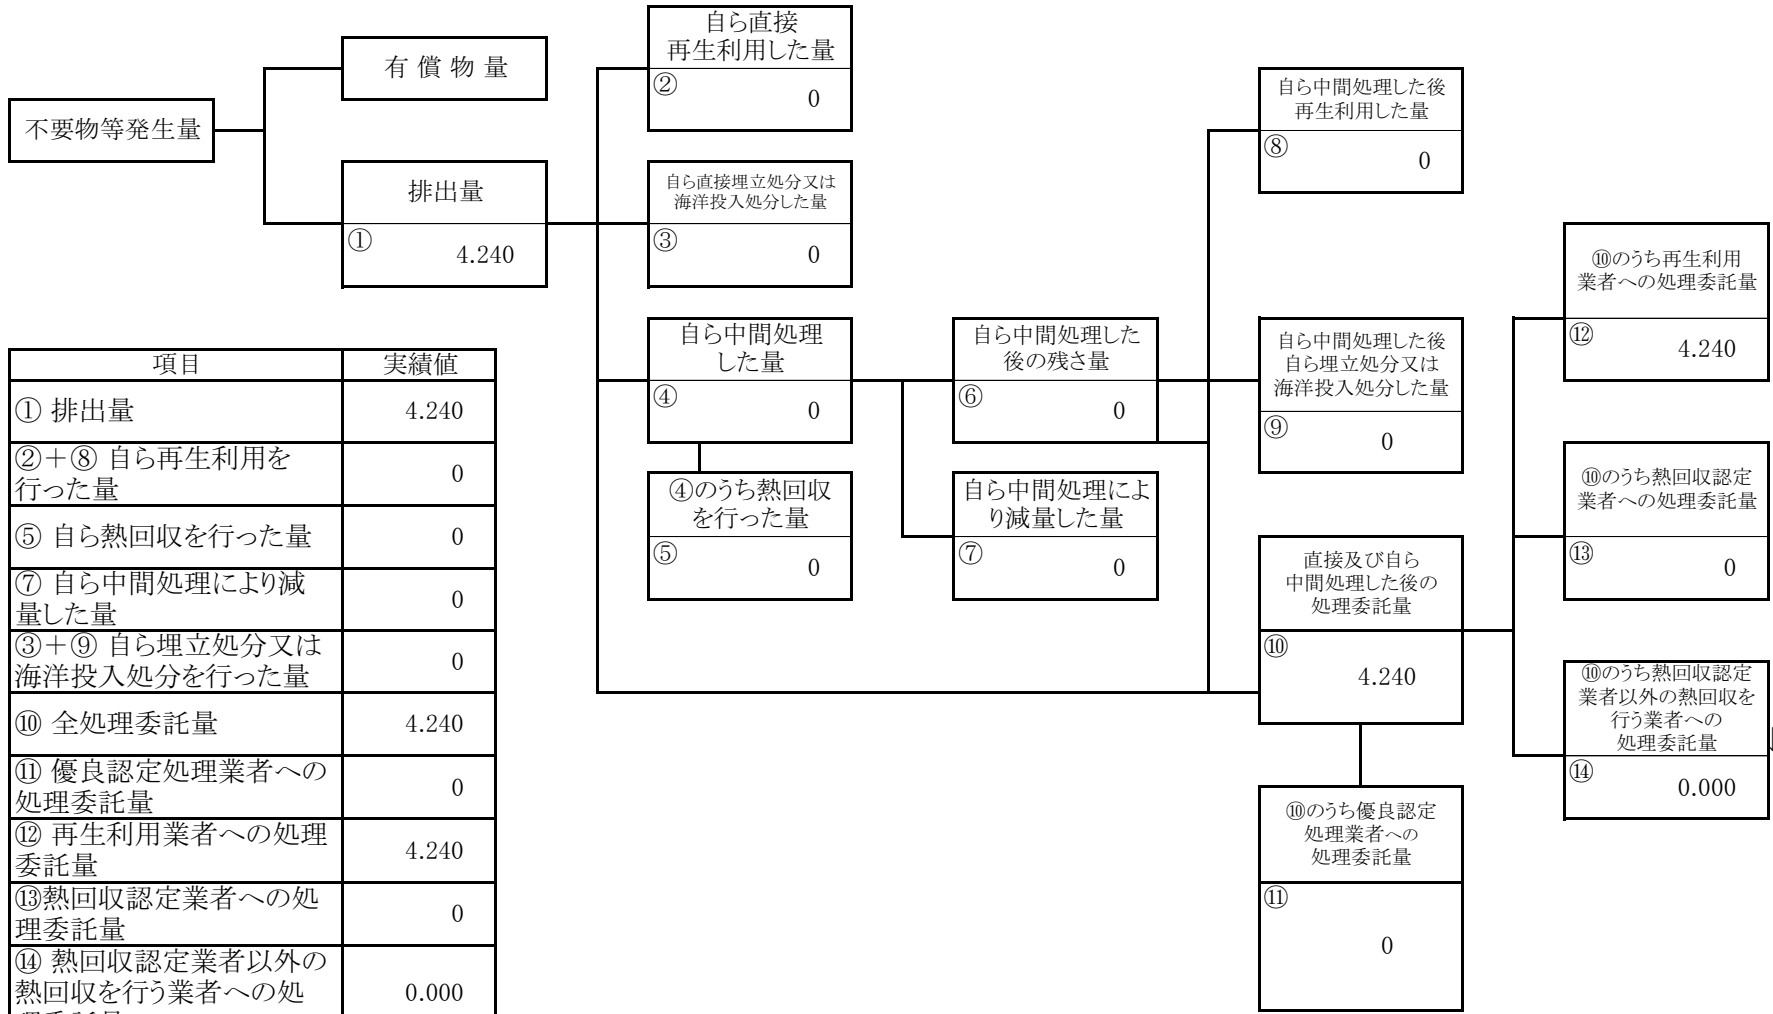 不要物等発生量
有 償 物 量
排出量
①
4.240
自ら直接
再生利用した量
②
0
自ら直接埋立処分又は
海洋投入処分した量
③
0
自ら中間処理
した量
④
0
④のうち熱回収
を行った量
⑤
0
自ら中間処理した
後の残さ量
⑥
0
自ら中間処理によ
り減量した量
⑦
0
自ら中間処理した後
再生利用した量
⑧
0
自ら中間処理した後
自ら埋立処分又は
海洋投入処分した量
⑨
0
直接及び自ら
中間処理した後の
処理委託量
⑩
4.240
⑩のうち優良認定
処理業者への
処理委託量
⑪
0
⑩のうち再生利用
業者への処理委託量
⑫
4.240
⑩のうち熱回収認定
業者への処理委託量
⑬
0
⑩のうち熱回収認定
業者以外の熱回収を
行う業者への
処理委託量
⑭
0.000
項目 実績値
① 排出量 4.240
②＋⑧ 自ら再生利用を
行った量 0
⑤ 自ら熱回収を行った量 0
⑦ 自ら中間処理により減
量した量 0
③＋⑨ 自ら埋立処分又は
海洋投入処分を行った量 0
⑩ 全処理委託量 4.240
⑪ 優良認定処理業者への
処理委託量 0
⑫ 再生利用業者への処理
委託量 4.240
⑬熱回収認定業者への処
理委託量 0
⑭ 熱回収認定業者以外の
熱回収を行う業者への処 0.000